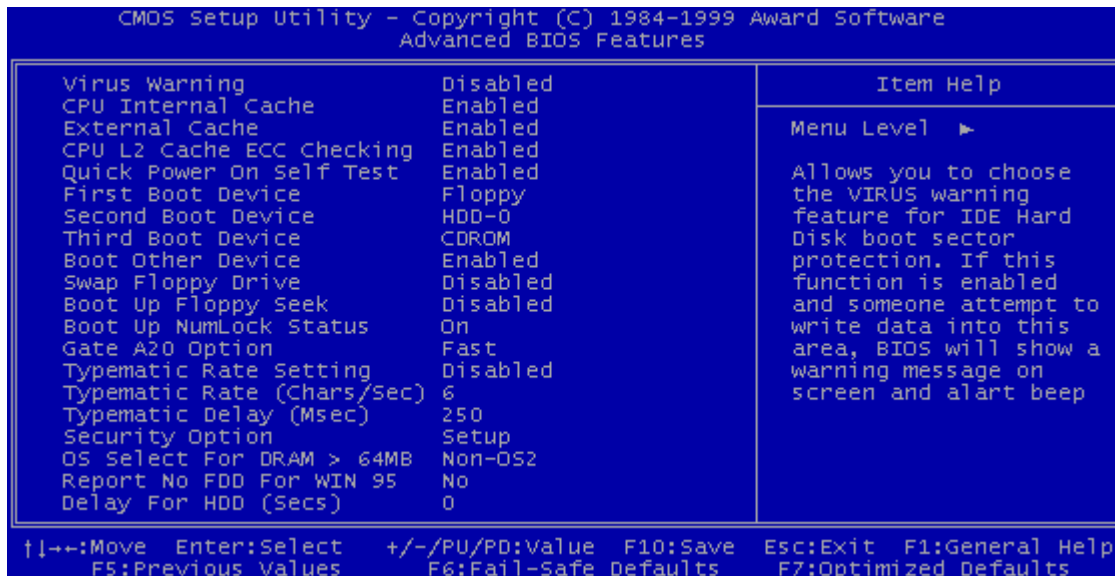 CMOS Setup Utility - Copyright (C) 1984-1999 Award Software
Advanced BIOS Features
Virus Warning Disabled
CPU Internal Cache Enabled
External Cache Enabled
CPU L2 Cache ECC Checking Enabled
Quick Power On Self Test Enabled
First Boot Device Floppy
Second Boot Device HDD-0
Third Boot Device CDROM
Boot Other Device Enabled
Swap Floppy Drive Disabled
Boot Up Floppy Seek Disabled
Boot Up NumLock Status On
Gate A20 Option Fast
Typematic Rate Setting Disabled
Typematic Rate (Chars/Sec) 6
Typematic Delay (Msec) 250
Security Option Setup
OS Select For DRAM > 64MB Non-OS2
Report No FDD For WIN 95 No
Delay For HDD (Secs) 0
Item Help
Menu Level ►
Allows you to choose
the VIRUS warning
feature for IDE Hard
Disk boot sector
protection. If this
function is enabled
and someone attempt to
write data into this
area, BIOS will show a
warning message on
screen and alart beep
↑↓→←:Move Enter:Select +/-/PU/PD:Value F10:Save Esc:Exit F1:General Help
F5:Previous Values F6:Fail-Safe Defaults F7:Optimized Defaults